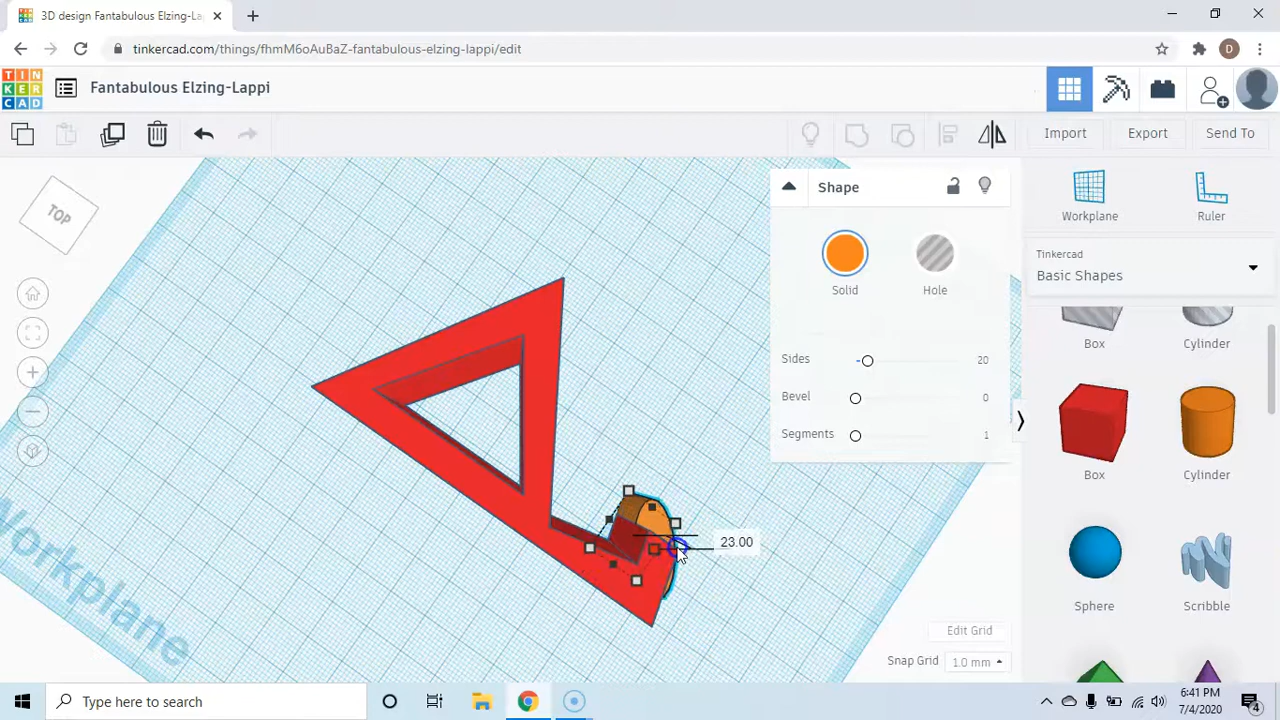 3D design Fantabulous Elzing-La
tinkercad.com/things/fhmM6oAuBaZ-fantabulous-elzing-lappi/edit
D
TIN
KER
CAD
Fantabulous Elzing-Lappi
Import
Export
Send To
TOP
Shape
Solid
Hole
Sides
20
Bevel
0
Segments
1
Workplane
Ruler
Tinkercad
Basic Shapes
Box
Cylinder
Box
Cylinder
Sphere
Scribble
23.00
Workplane
Edit Grid
Snap Grid
1.0 mm
Type here to search
6:41 PM
7/4/2020
4